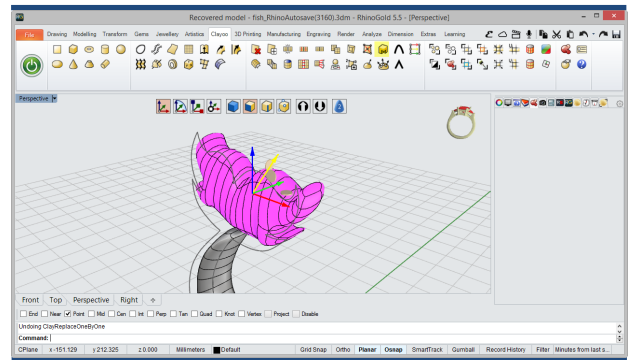 Recovered model - fish_RhinoAutosave(3160).3dm - RhinoGold 5.5 - [Perspective]
File Drawing Modelling Transform Gems Jewellery Artistics Clayoo 3D Printing Manufacturing Engraving Render Analyze Dimension Extras Learning
Perspective
Front Top Perspective Right
End Near Point Mid Cen Int Perp Tan Quad Knot Vertex Project Disable
Undoing ClayReplaceOneByOne
Command:
CPlane x -151.129 y 212.325 z 0.000 Millimeters Default Grid Snap Ortho Planar Osnap SmartTrack Gumball Record History Filter Minutes from last s...